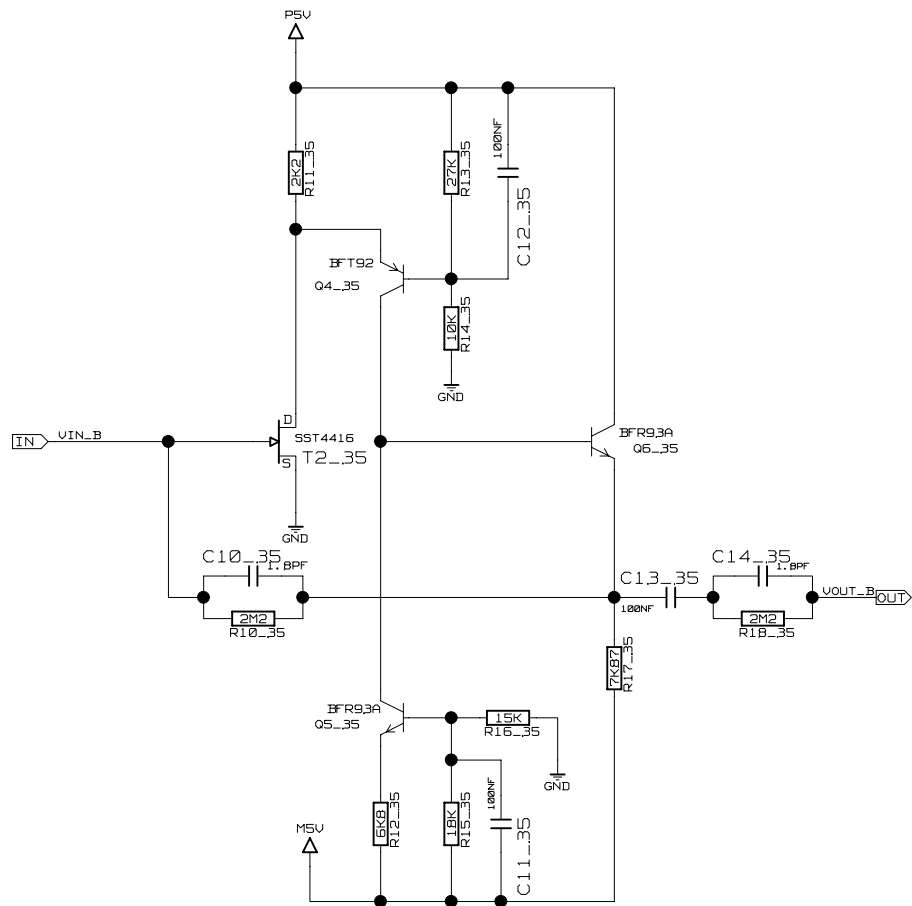 P5V
2K2
R11_35
27K
R13_35
100NF
C12_35
BFT92
Q4_35
10K
R14_35
GND
IN
VIN_B
D
S
SST4416
T2_35
GND
BFR93A
Q6_35
C10_35
1.8PF
2M2
R10_35
C13_35
100NF
C14_35
1.8PF
2M2
R18_35
VOUT_B
OUT
7K87
R17_35
BFR93A
Q5_35
15K
R16_35
GND
M5V
6K8
R12_35
18K
R15_35
100NF
C11_35